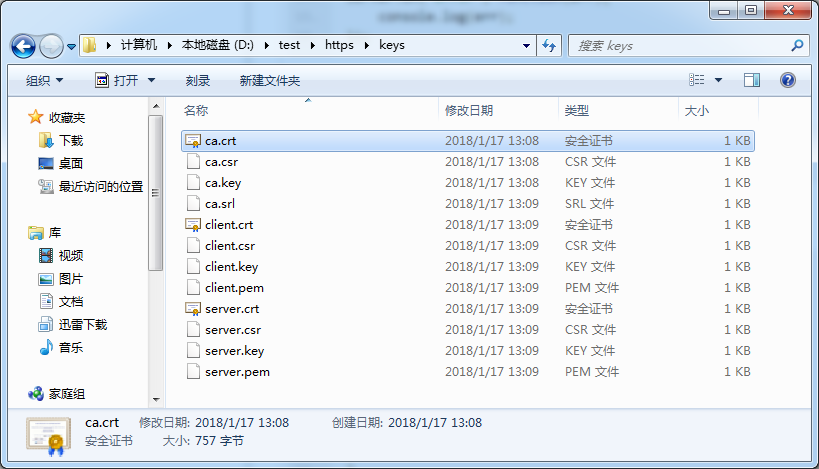 console.log(err);
计算机 本地磁盘 (D:) test https keys 搜索 keys
组织 打开 刻录 新建文件夹
名称 修改日期 类型 大小
收藏夹
下载
桌面
最近访问的位置
库
视频
图片
文档
迅雷下载
音乐
家庭组
ca.crt 2018/1/17 13:08 安全证书 1 KB
ca.csr 2018/1/17 13:08 CSR 文件 1 KB
ca.key 2018/1/17 13:08 KEY 文件 1 KB
ca.srl 2018/1/17 13:09 SRL 文件 1 KB
client.crt 2018/1/17 13:09 安全证书 1 KB
client.csr 2018/1/17 13:09 CSR 文件 1 KB
client.key 2018/1/17 13:09 KEY 文件 1 KB
client.pem 2018/1/17 13:09 PEM 文件 1 KB
server.crt 2018/1/17 13:09 安全证书 1 KB
server.csr 2018/1/17 13:09 CSR 文件 1 KB
server.key 2018/1/17 13:09 KEY 文件 1 KB
server.pem 2018/1/17 13:09 PEM 文件 1 KB
ca.crt 修改日期: 2018/1/17 13:08 创建日期: 2018/1/17 13:08
安全证书 大小: 757 字节